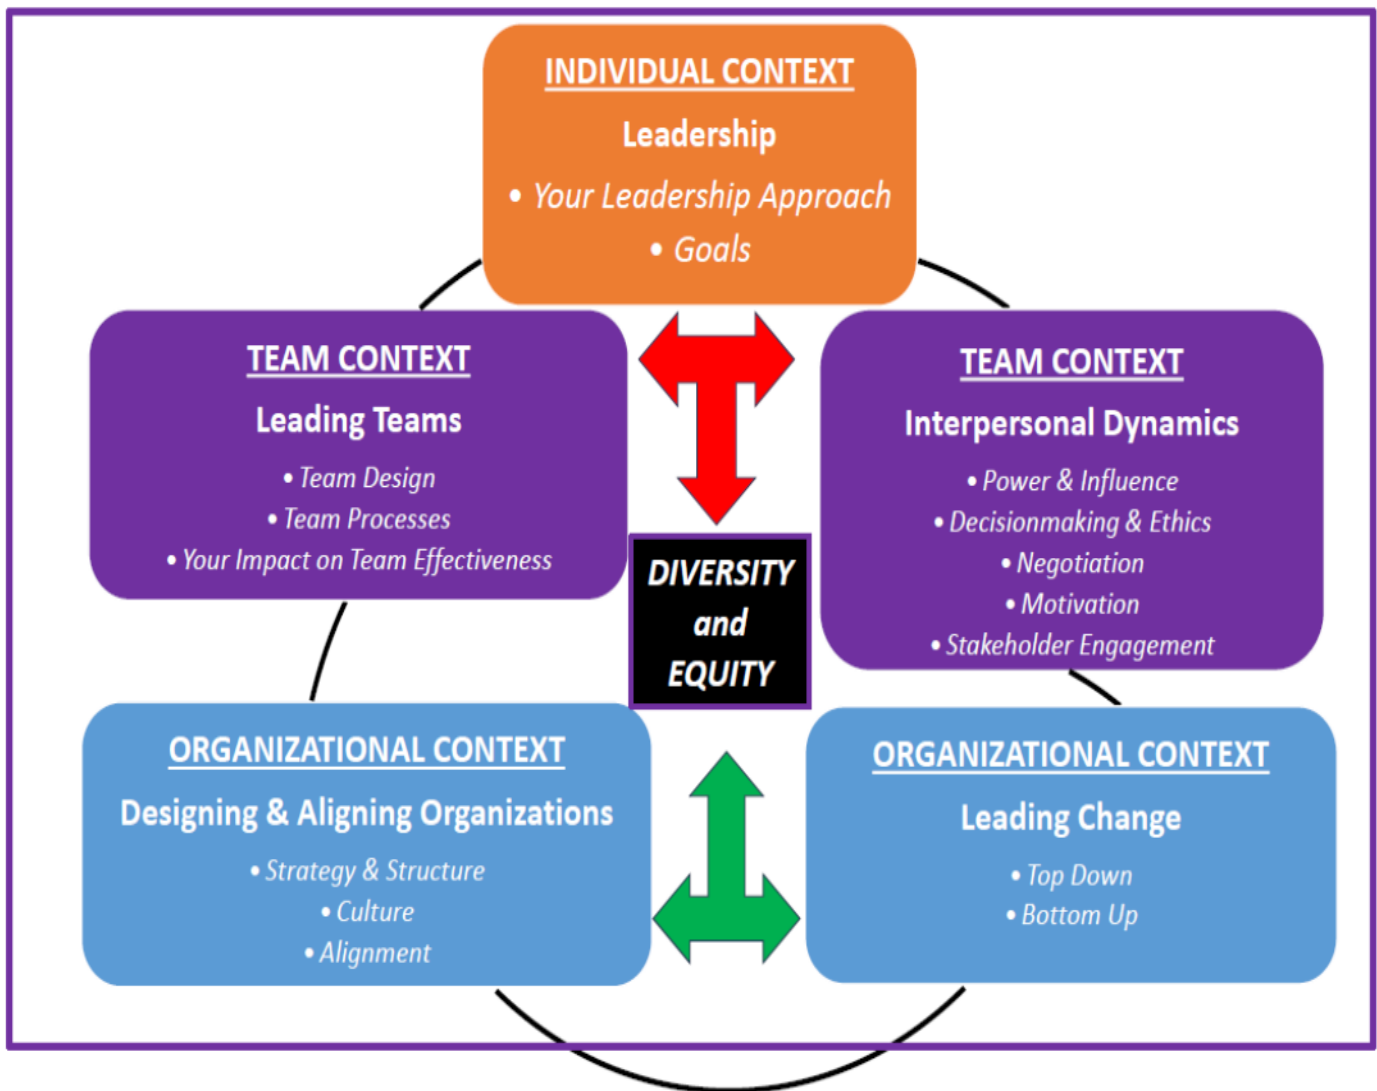 INDIVIDUAL CONTEXT
Leadership
• Your Leadership Approach
• Goals
TEAM CONTEXT
Leading Teams
• Team Design
• Team Processes
• Your Impact on Team Effectiveness
TEAM CONTEXT
Interpersonal Dynamics
• Power & Influence
• Decisionmaking & Ethics
• Negotiation
• Motivation
• Stakeholder Engagement
DIVERSITY
and
EQUITY
ORGANIZATIONAL CONTEXT
Designing & Aligning Organizations
• Strategy & Structure
• Culture
• Alignment
ORGANIZATIONAL CONTEXT
Leading Change
• Top Down
• Bottom Up